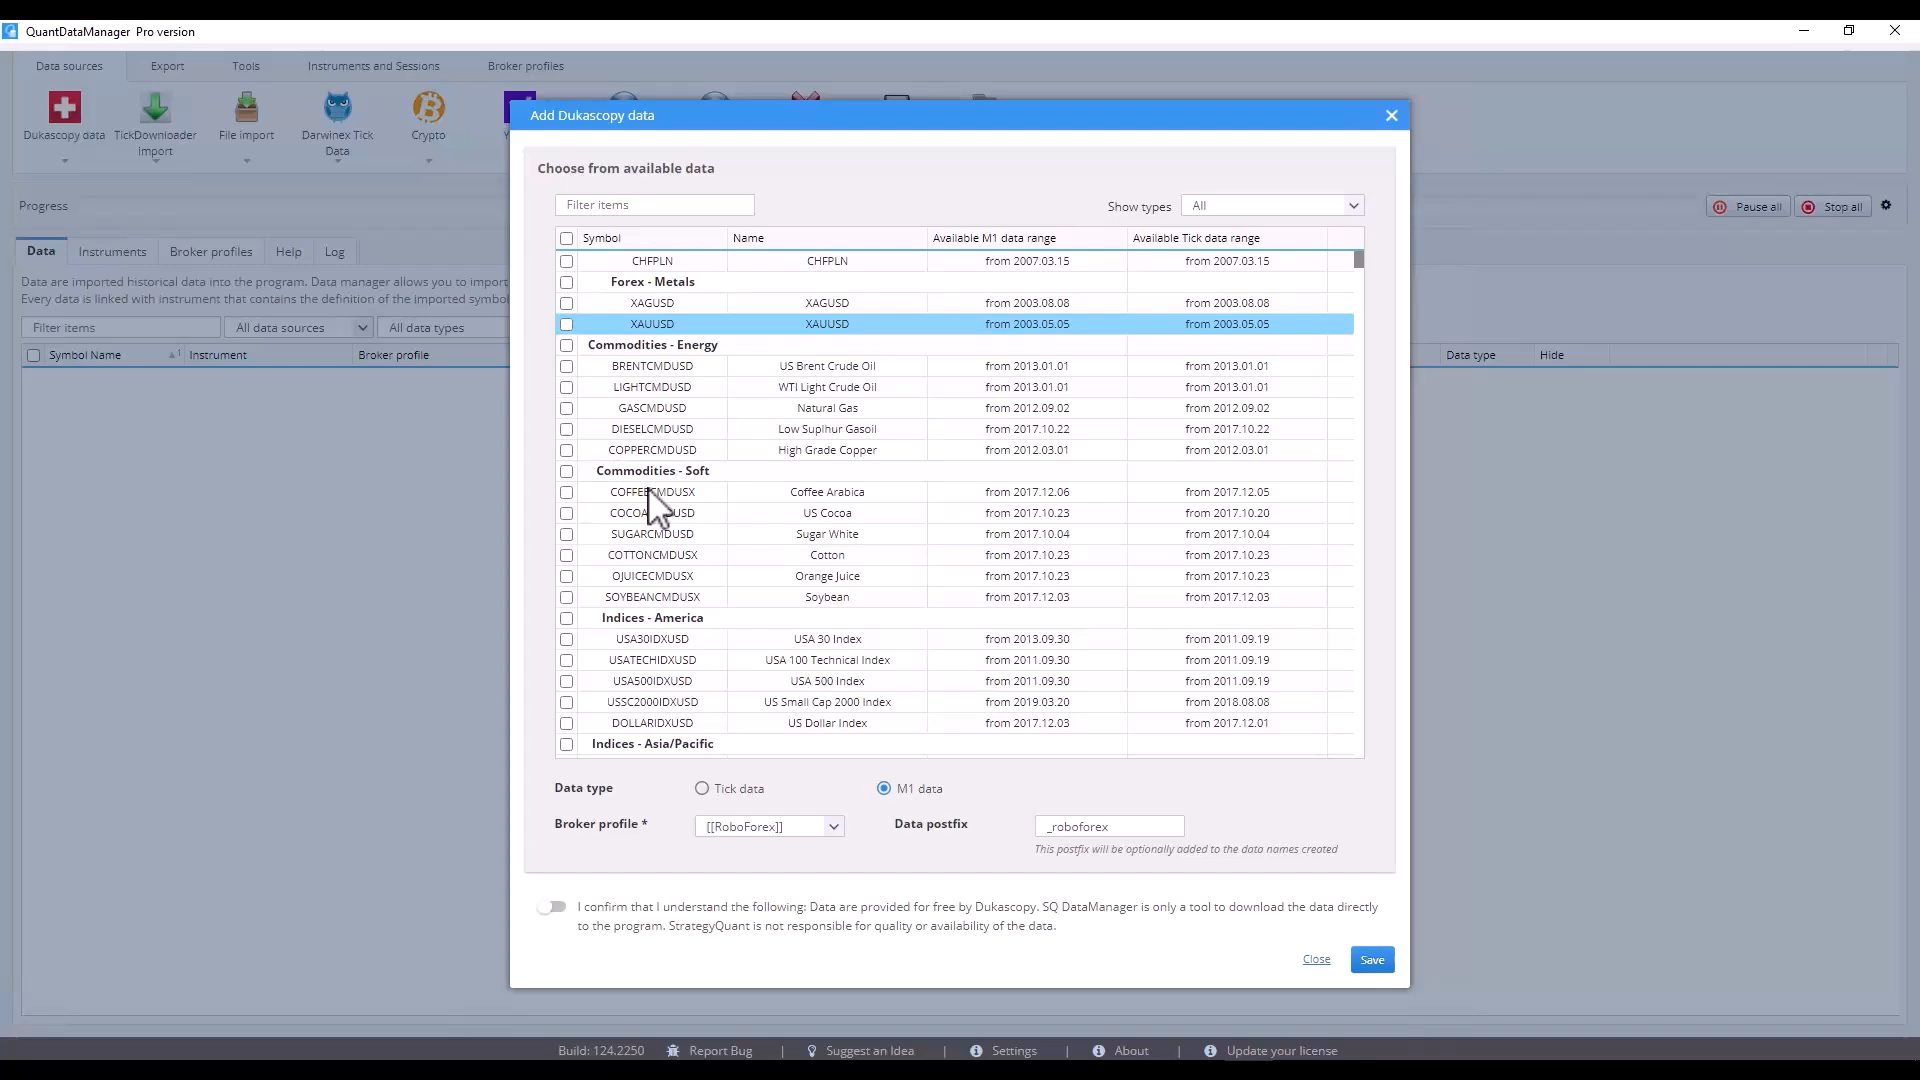 QuantDataManager Pro version
Data sources Export Tools Instruments and Sessions Broker profiles
Dukascopy data TickDownloader Import File import Darwinex Tick Data Crypto
Progress
Pause all Stop all
Data Instruments Broker profiles Help Log
Data are imported historical data into the program. Data manager allows you to import
Every data is linked with instrument that contains the definition of the imported symbo
Filter items All data sources All data types
Symbol Name 1 Instrument Broker profile Data type Hide
Add Dukascopy data
Choose from available data
Filter items Show types All
Symbol Name Available M1 data range Available Tick data range
CHFPLN CHFPLN from 2007.03.15 from 2007.03.15
Forex - Metals
XAGUSD XAGUSD from 2003.08.08 from 2003.08.08
XAUUSD XAUUSD from 2003.05.05 from 2003.05.05
Commodities - Energy
BRENTCMDUSD US Brent Crude Oil from 2013.01.01 from 2013.01.01
LIGHTCMDUSD WTI Light Crude Oil from 2013.01.01 from 2013.01.01
GASCMDUSD Natural Gas from 2012.09.02 from 2012.09.02
DIESELCMDUSD Low Suplhur Gasoil from 2017.10.22 from 2017.10.22
COPPERCMDUSD High Grade Copper from 2012.03.01 from 2012.03.01
Commodities - Soft
Coffee Arabica from 2017.12.06 from 2017.12.05
US Cocoa from 2017.10.23 from 2017.10.20
SUGARCMDUSD Sugar White from 2017.10.04 from 2017.10.04
COTTONCMDUSX Cotton from 2017.10.23 from 2017.10.23
OJUICECMDUSX Orange Juice from 2017.10.23 from 2017.10.23
SOYBEANCMDUSX Soybean from 2017.12.03 from 2017.12.03
Indices - America
USA30IDXUSD USA 30 Index from 2013.09.30 from 2011.09.19
USATECHIDXUSD USA 100 Technical Index from 2011.09.30 from 2011.09.19
USA500IDXUSD USA 500 Index from 2011.09.30 from 2011.09.19
USSC2000IDXUSD US Small Cap 2000 Index from 2019.03.20 from 2018.08.08
DOLLARIDXUSD US Dollar Index from 2017.12.03 from 2017.12.01
Indices - Asia/Pacific
Data type Tick data M1 data
Broker profile * [[RoboForex]] Data postfix _roboforex
This postfix will be optionally added to the data names created
I confirm that I understand the following: Data are provided for free by Dukascopy. SQ DataManager is only a tool to download the data directly
to the program. StrategyQuant is not responsible for quality or availability of the data.
Close Save
Build: 124.2250 Report Bug | Suggest an Idea | Settings | About | Update your license